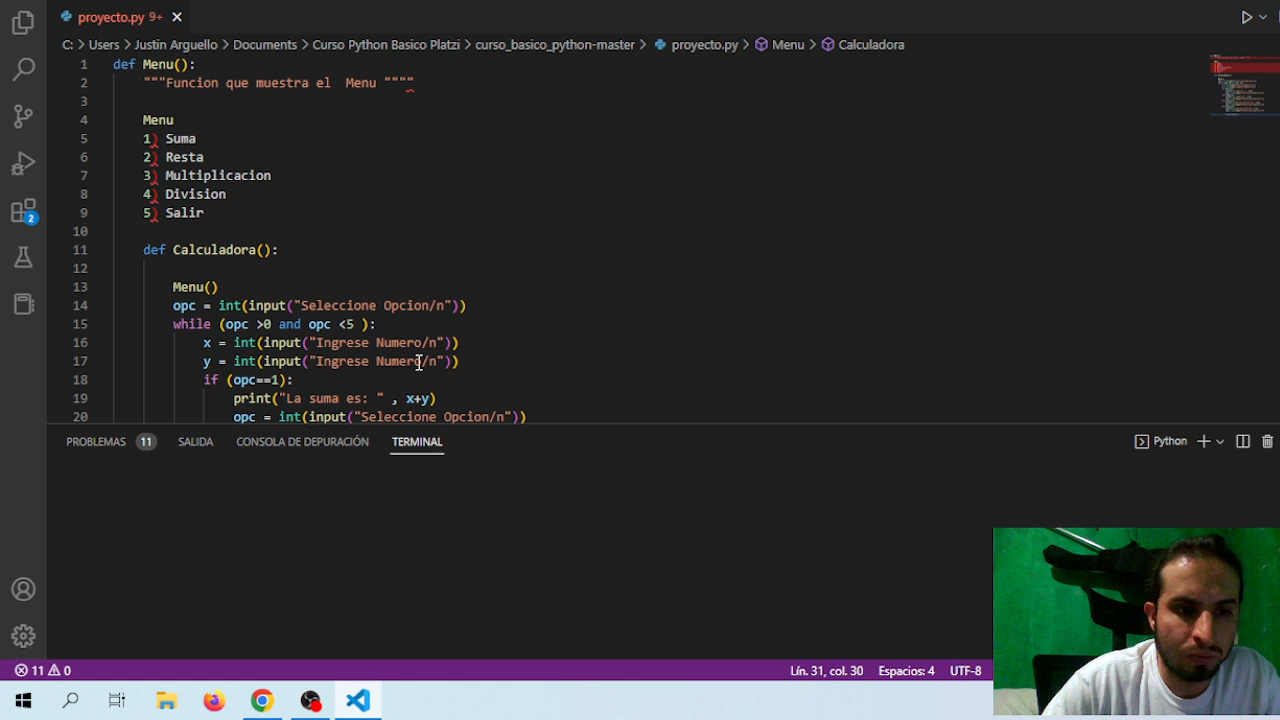 proyecto.py 9+
C: > Users > Justin Arguello > Documents > Curso Python Basico Platzi > curso_basico_python-master > proyecto.py > Menu > Calculadora
1 def Menu():
2 """Funcion que muestra el  Menu """"
3
4 Menu
5 1) Suma
6 2) Resta
7 3) Multiplicacion
8 4) Division
9 5) Salir
10
11 def Calculadora():
12
13 Menu()
14 opc = int(input("Seleccione Opcion/n"))
15 while (opc >0 and opc <5 ):
16 x = int(input("Ingrese Numero/n"))
17 y = int(input("Ingrese Numero/n"))
18 if (opc==1):
19 print("La suma es: " , x+y)
20 opc = int(input("Seleccione Opcion/n"))
PROBLEMAS 11 SALIDA CONSOLA DE DEPURACIÓN TERMINAL Python
2
11 0 Lín. 31, col. 30 Espacios: 4 UTF-8